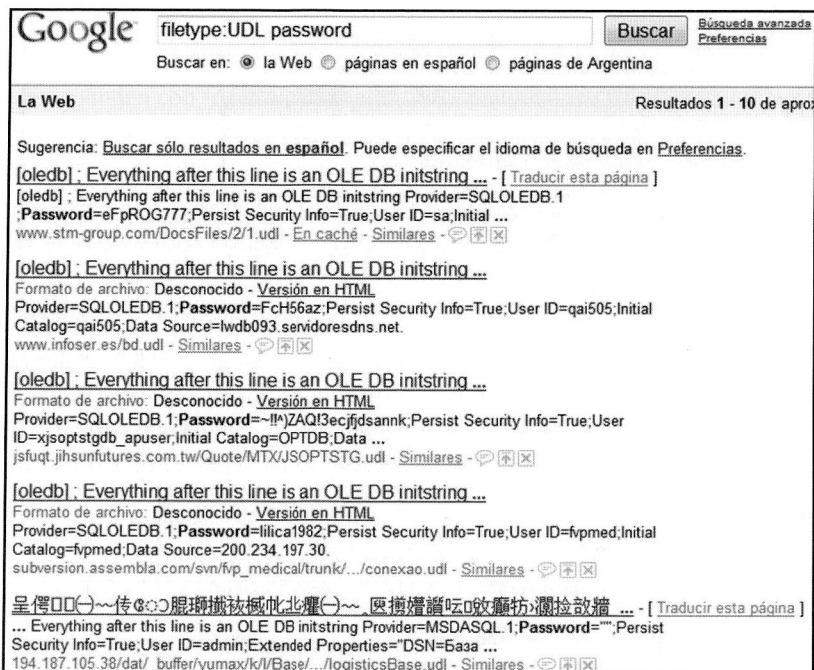 Google
filetype:UDL password
Buscar
Búsqueda avanzada
Preferencias
Buscar en: la Web páginas en español páginas de Argentina
La Web
Resultados 1 - 10 de aprox
Sugerencia: Buscar sólo resultados en español. Puede especificar el idioma de búsqueda en Preferencias.
[oledb] ; Everything after this line is an OLE DB initstring ... - [ Traducir esta página ]
[oledb] ; Everything after this line is an OLE DB initstring Provider=SQLOLEDB.1
;Password=eFpROG777;Persist Security Info=True;User ID=sa;Initial ...
www.stm-group.com/DocsFiles/2/1.udl - En caché - Similares -
[oledb] ; Everything after this line is an OLE DB initstring ...
Formato de archivo: Desconocido - Versión en HTML
Provider=SQLOLEDB.1;Password=FcH56az;Persist Security Info=True;User ID=qai505;Initial
Catalog=qai505;Data Source=lwdb093.servidoresdns.net.
www.infoser.es/bd.udl - Similares -
[oledb] ; Everything after this line is an OLE DB initstring ...
Formato de archivo: Desconocido - Versión en HTML
Provider=SQLOLEDB.1;Password=~!!^)ZAQ!3ecjfjdsannk;Persist Security Info=True;User
ID=xjsoptstgdb_apuser;Initial Catalog=OPTDB;Data ...
jsfuqt.jihsunfutures.com.tw/Quote/MTX/JSOPTSTG.udl - Similares -
[oledb] ; Everything after this line is an OLE DB initstring ...
Formato de archivo: Desconocido - Versión en HTML
Provider=SQLOLEDB.1;Password=lilica1982;Persist Security Info=True;User ID=fvpmed;Initial
Catalog=fvpmed;Data Source=200.234.197.30.
subversion.assembla.com/svn/fvp_medical/trunk/.../conexao.udl - Similares -
... - [ Traducir esta página ]
... Everything after this line is an OLE DB initstring Provider=MSDASQL.1;Password="";Persist
Security Info=True;User ID=admin;Extended Properties="DSN=База ...
194.187.105.38/dat/_buffer/yumax/k/l/Base/.../logisticsBase.udl - Similares -